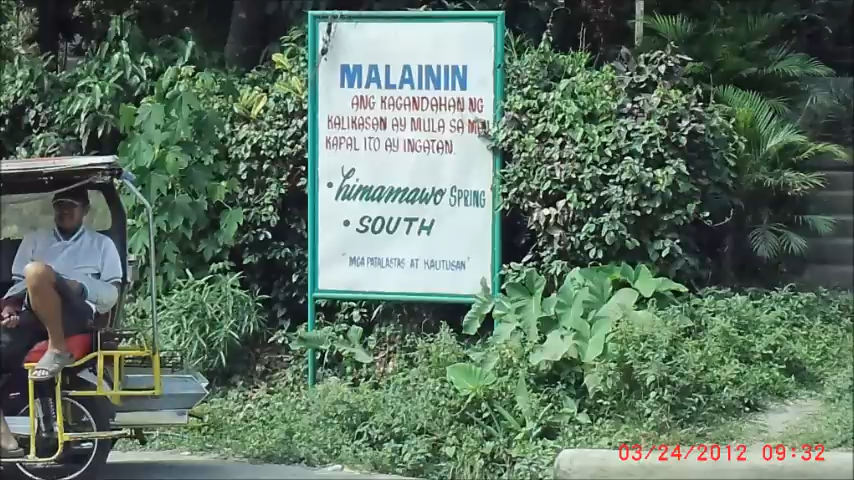 MALAININ
ANG KAGANDAHAN NG
KALIKASAN AY MULA SA
KAPAL ITO AY INGATAN.
• himamawo SPRING
• SOUTH
"MGA PATALASTAS AT KAUTUSAN"
03/24/2012 09:32